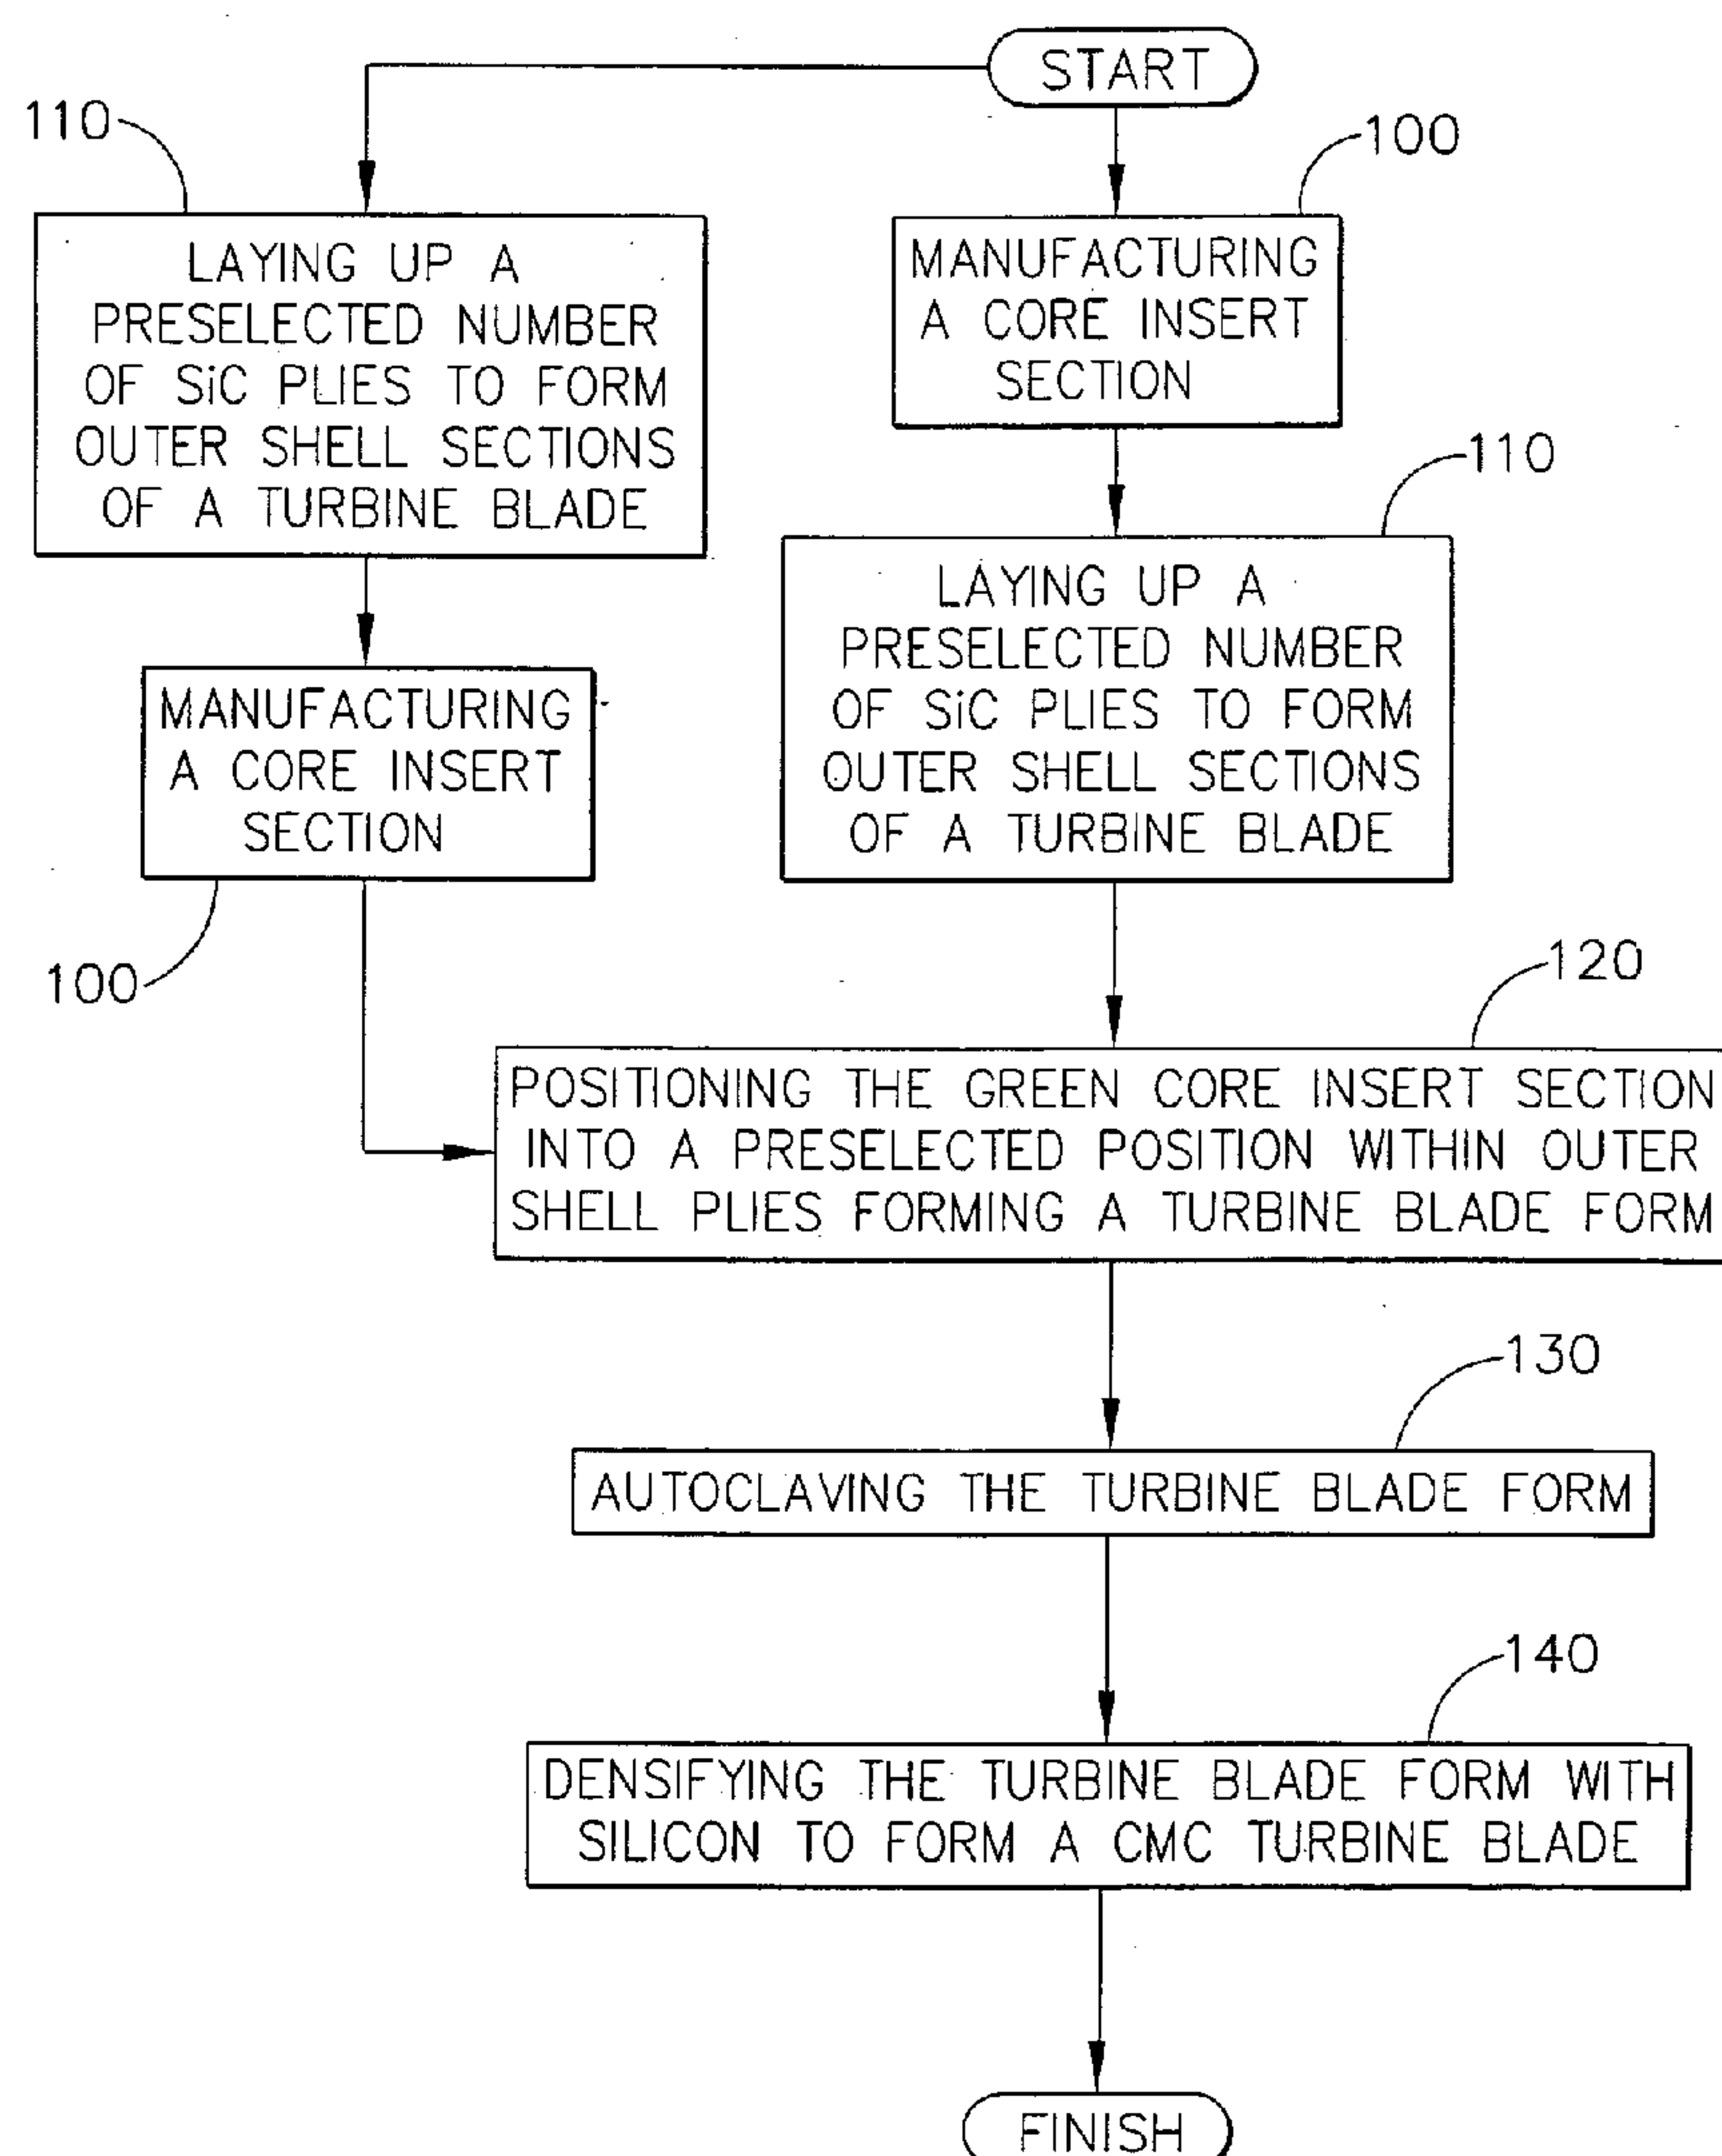 START
110
100
LAYING UP A
PRESELECTED NUMBER
OF SiC PLIES TO FORM
OUTER SHELL SECTIONS
OF A TURBINE BLADE
MANUFACTURING
A CORE INSERT
SECTION
110
MANUFACTURING
A CORE INSERT
SECTION
100
LAYING UP A
PRESELECTED NUMBER
OF SiC PLIES TO FORM
OUTER SHELL SECTIONS
OF A TURBINE BLADE
120
POSITIONING THE GREEN CORE INSERT SECTION
INTO A PRESELECTED POSITION WITHIN OUTER
SHELL PLIES FORMING A TURBINE BLADE FORM
130
AUTOCLAVING THE TURBINE BLADE FORM
140
DENSIFYING THE TURBINE BLADE FORM WITH
SILICON TO FORM A CMC TURBINE BLADE
FINISH